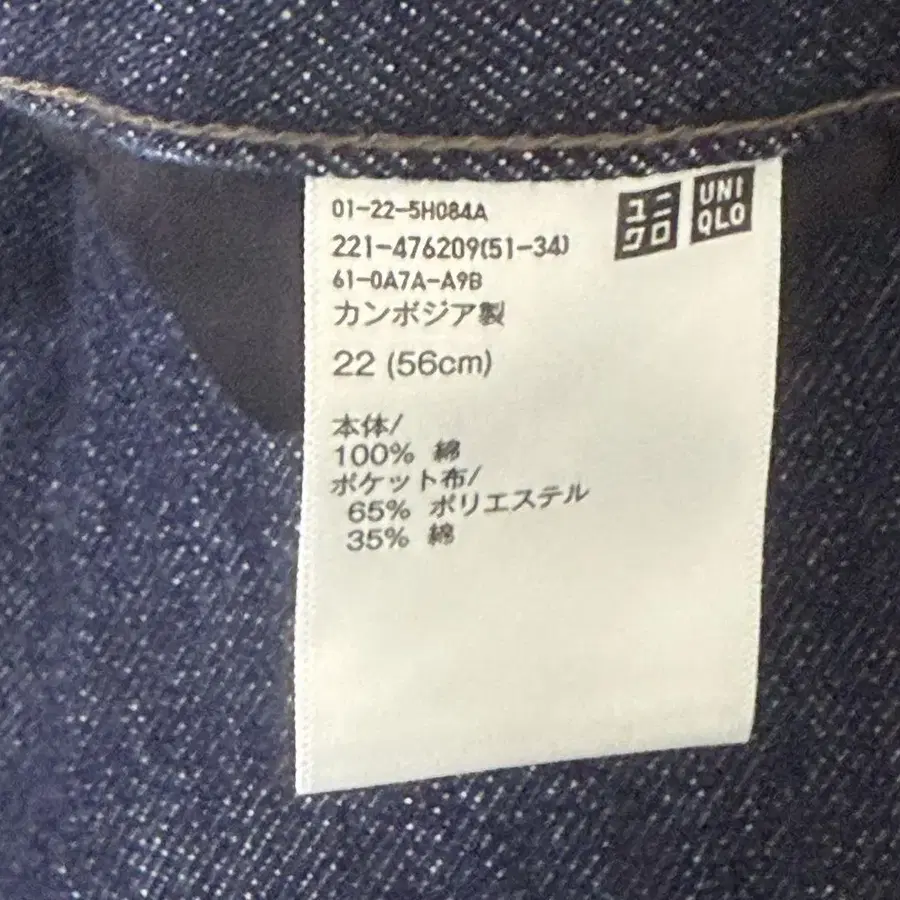 01-22-5H084A
221-476209(51-34)
61-0A7A-A9B
カンボジア製
22 (56cm)
本体/
100% 綿
ポケット布/
65% ポリエステル
35% 綿
ユニ
クロ
UNI
QLO